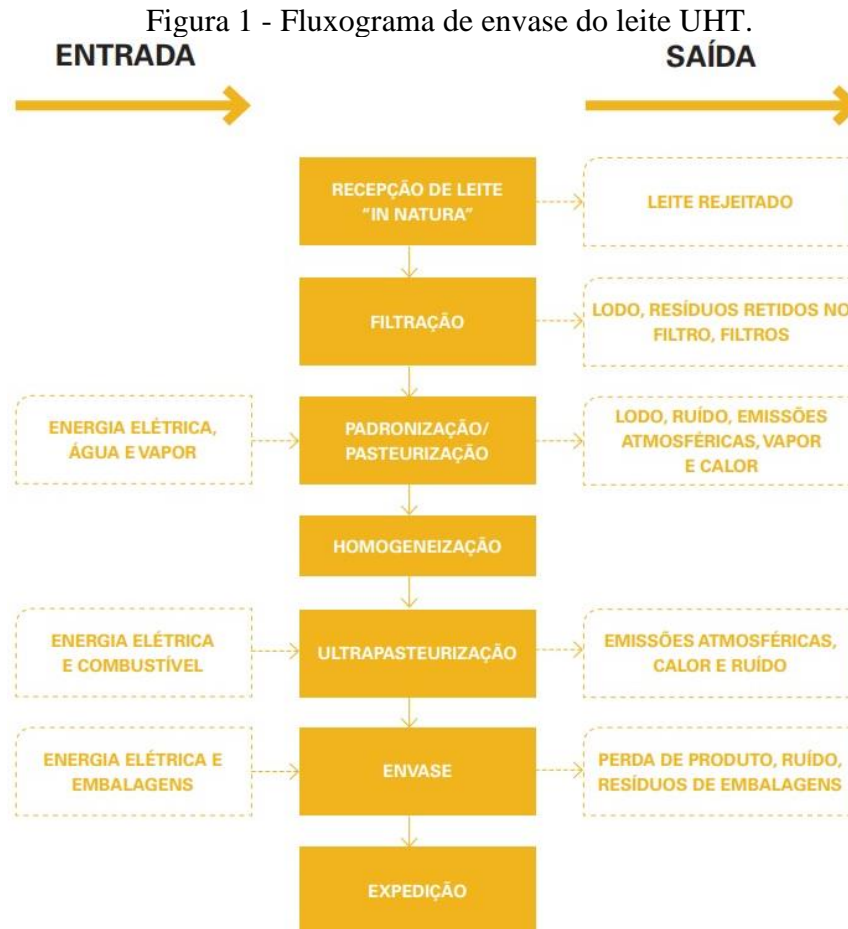 Figura 1 - Fluxograma de envase do leite UHT.
ENTRADA
SAÍDA
RECEPÇÃO DE LEITE
"IN NATURA"
LEITE REJEITADO
FILTRAÇÃO
LODO, RESÍDUOS RETIDOS NO
FILTRO, FILTROS
ENERGIA ELÉTRICA,
ÁGUA E VAPOR
PADRONIZAÇÃO/
PASTEURIZAÇÃO
LODO, RUÍDO, EMISSÕES
ATMOSFÉRICAS, VAPOR
E CALOR
HOMOGENEIZAÇÃO
ENERGIA ELÉTRICA
E COMBUSTÍVEL
ULTRAPASTEURIZAÇÃO
EMISSÕES ATMOSFÉRICAS,
CALOR E RUÍDO
ENERGIA ELÉTRICA E
EMBALAGENS
ENVASE
PERDA DE PRODUTO, RUÍDO,
RESÍDUOS DE EMBALAGENS
EXPEDIÇÃO